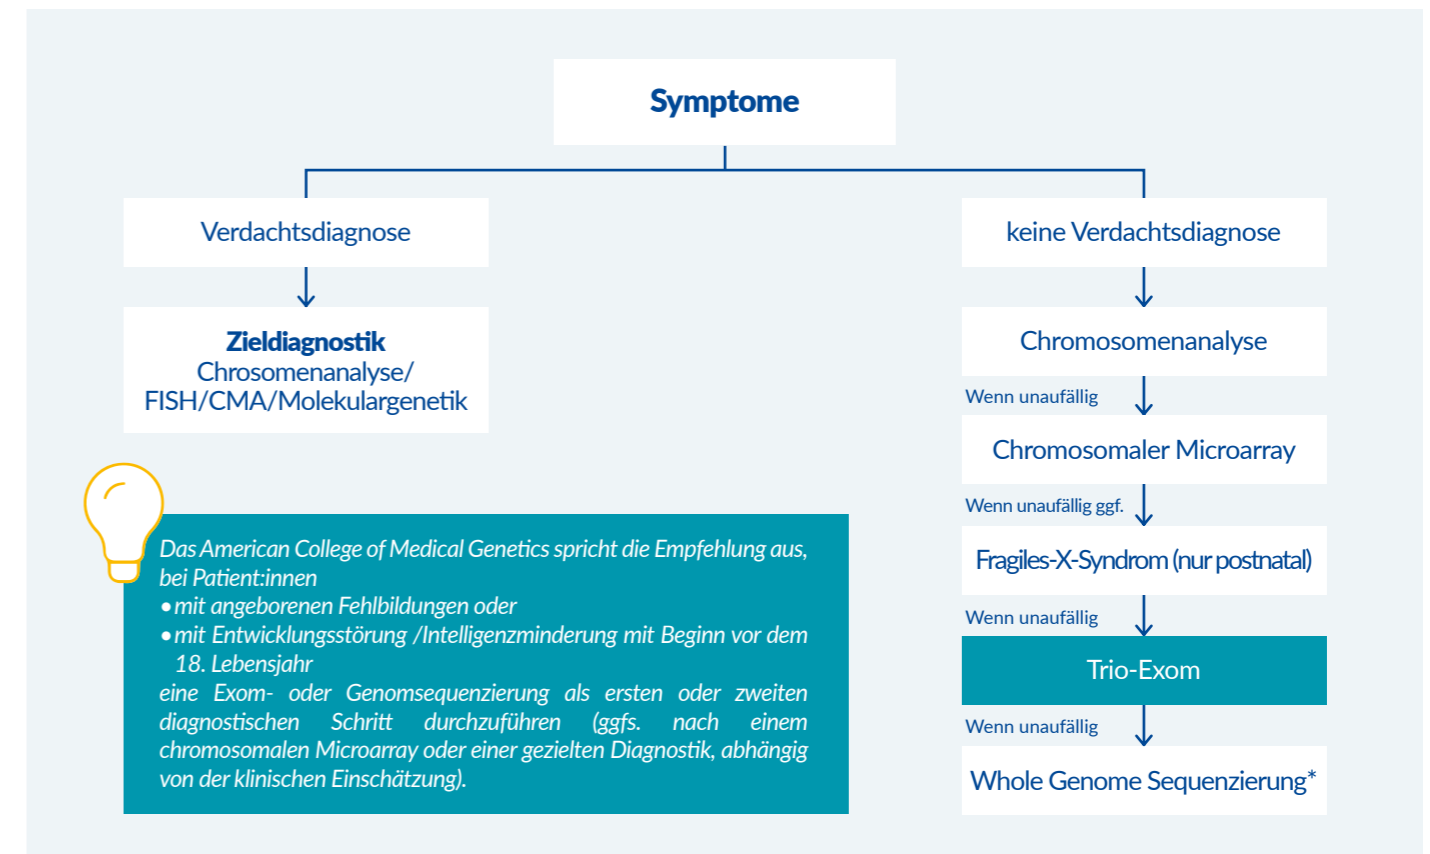 Symptome
Verdachtsdiagnose
Zieldiagnostik
Chrosomenanalyse/
FISH/CMA/Molekulargenetik
keine Verdachtsdiagnose
Chromosomenanalyse
Wenn unaufällig
Chromosomaler Microarray
Wenn unaufällig ggf.
Fragiles-X-Syndrom (nur postnatal)
Wenn unaufällig
Trio-Exom
Wenn unaufällig
Whole Genome Sequenzierung*
Das American College of Medical Genetics spricht die Empfehlung aus,
bei Patient:innen
• mit angeborenen Fehlbildungen oder
• mit Entwicklungsstörung /Intelligenzminderung mit Beginn vor dem
18. Lebensjahr
eine Exom- oder Genomsequenzierung als ersten oder zweiten
diagnostischen Schritt durchzuführen (ggfs. nach einem
chromosomalen Microarray oder einer gezielten Diagnostik, abhängig
von der klinischen Einschätzung).